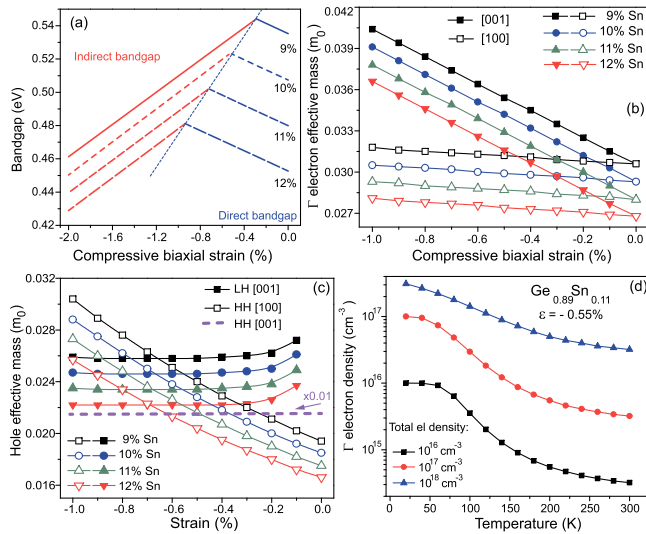 (a)
Indirect bandgap
Direct bandgap
9%
10%
11%
12%
Bandgap (eV)
0.54
0.52
0.50
0.48
0.46
0.44
0.42
-2.0 -1.6 -1.2 -0.8 -0.4 0.0
Compressive biaxial strain (%)
(b)
[001]
[100]
9% Sn
10% Sn
11% Sn
12% Sn
Γ electron effective mass (m0)
0.042
0.039
0.036
0.033
0.030
0.027
-1.0 -0.8 -0.6 -0.4 -0.2 0.0
Compressive biaxial strain (%)
(c)
LH [001]
HH [100]
HH [001]
x0.01
9% Sn
10% Sn
11% Sn
12% Sn
Hole effective mass (m0)
0.032
0.028
0.024
0.020
0.016
-1.0 -0.8 -0.6 -0.4 -0.2 0.0
Strain (%)
(d)
Ge0.89Sn0.11
ε = - 0.55%
Total el density:
10^16 cm^-3
10^17 cm^-3
10^18 cm^-3
Γ electron density (cm^-3)
10^17
10^16
10^15
0 50 100 150 200 250 300
Temperature (K)